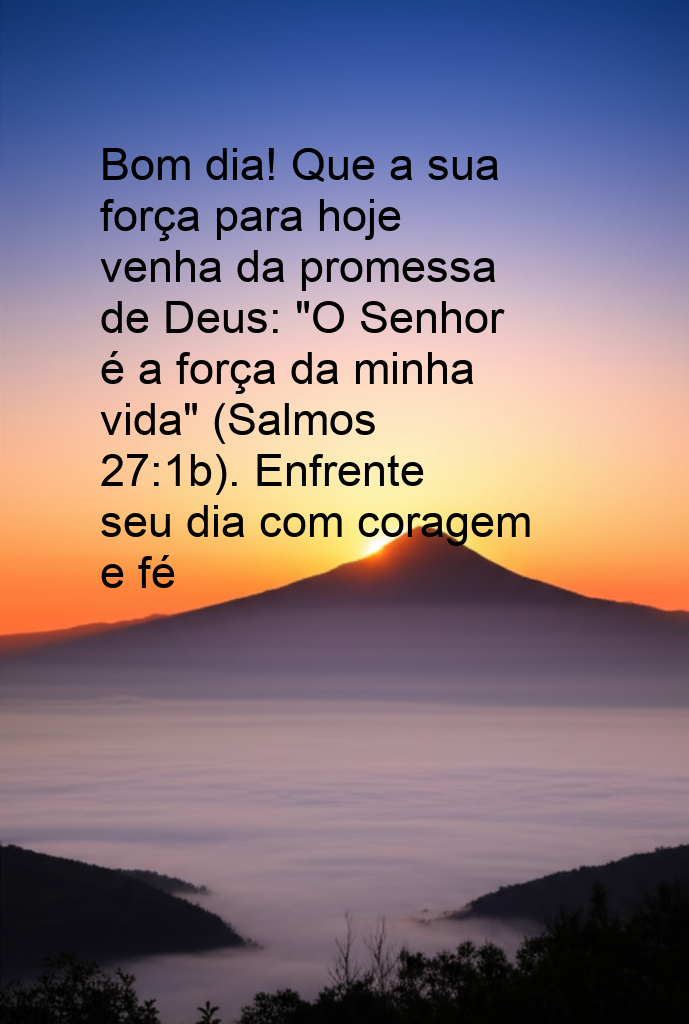 Bom dia! Que a sua
força para hoje
venha da promessa
de Deus: "O Senhor
é a força da minha
vida" (Salmos
27:1b). Enfrente
seu dia com coragem
e fé